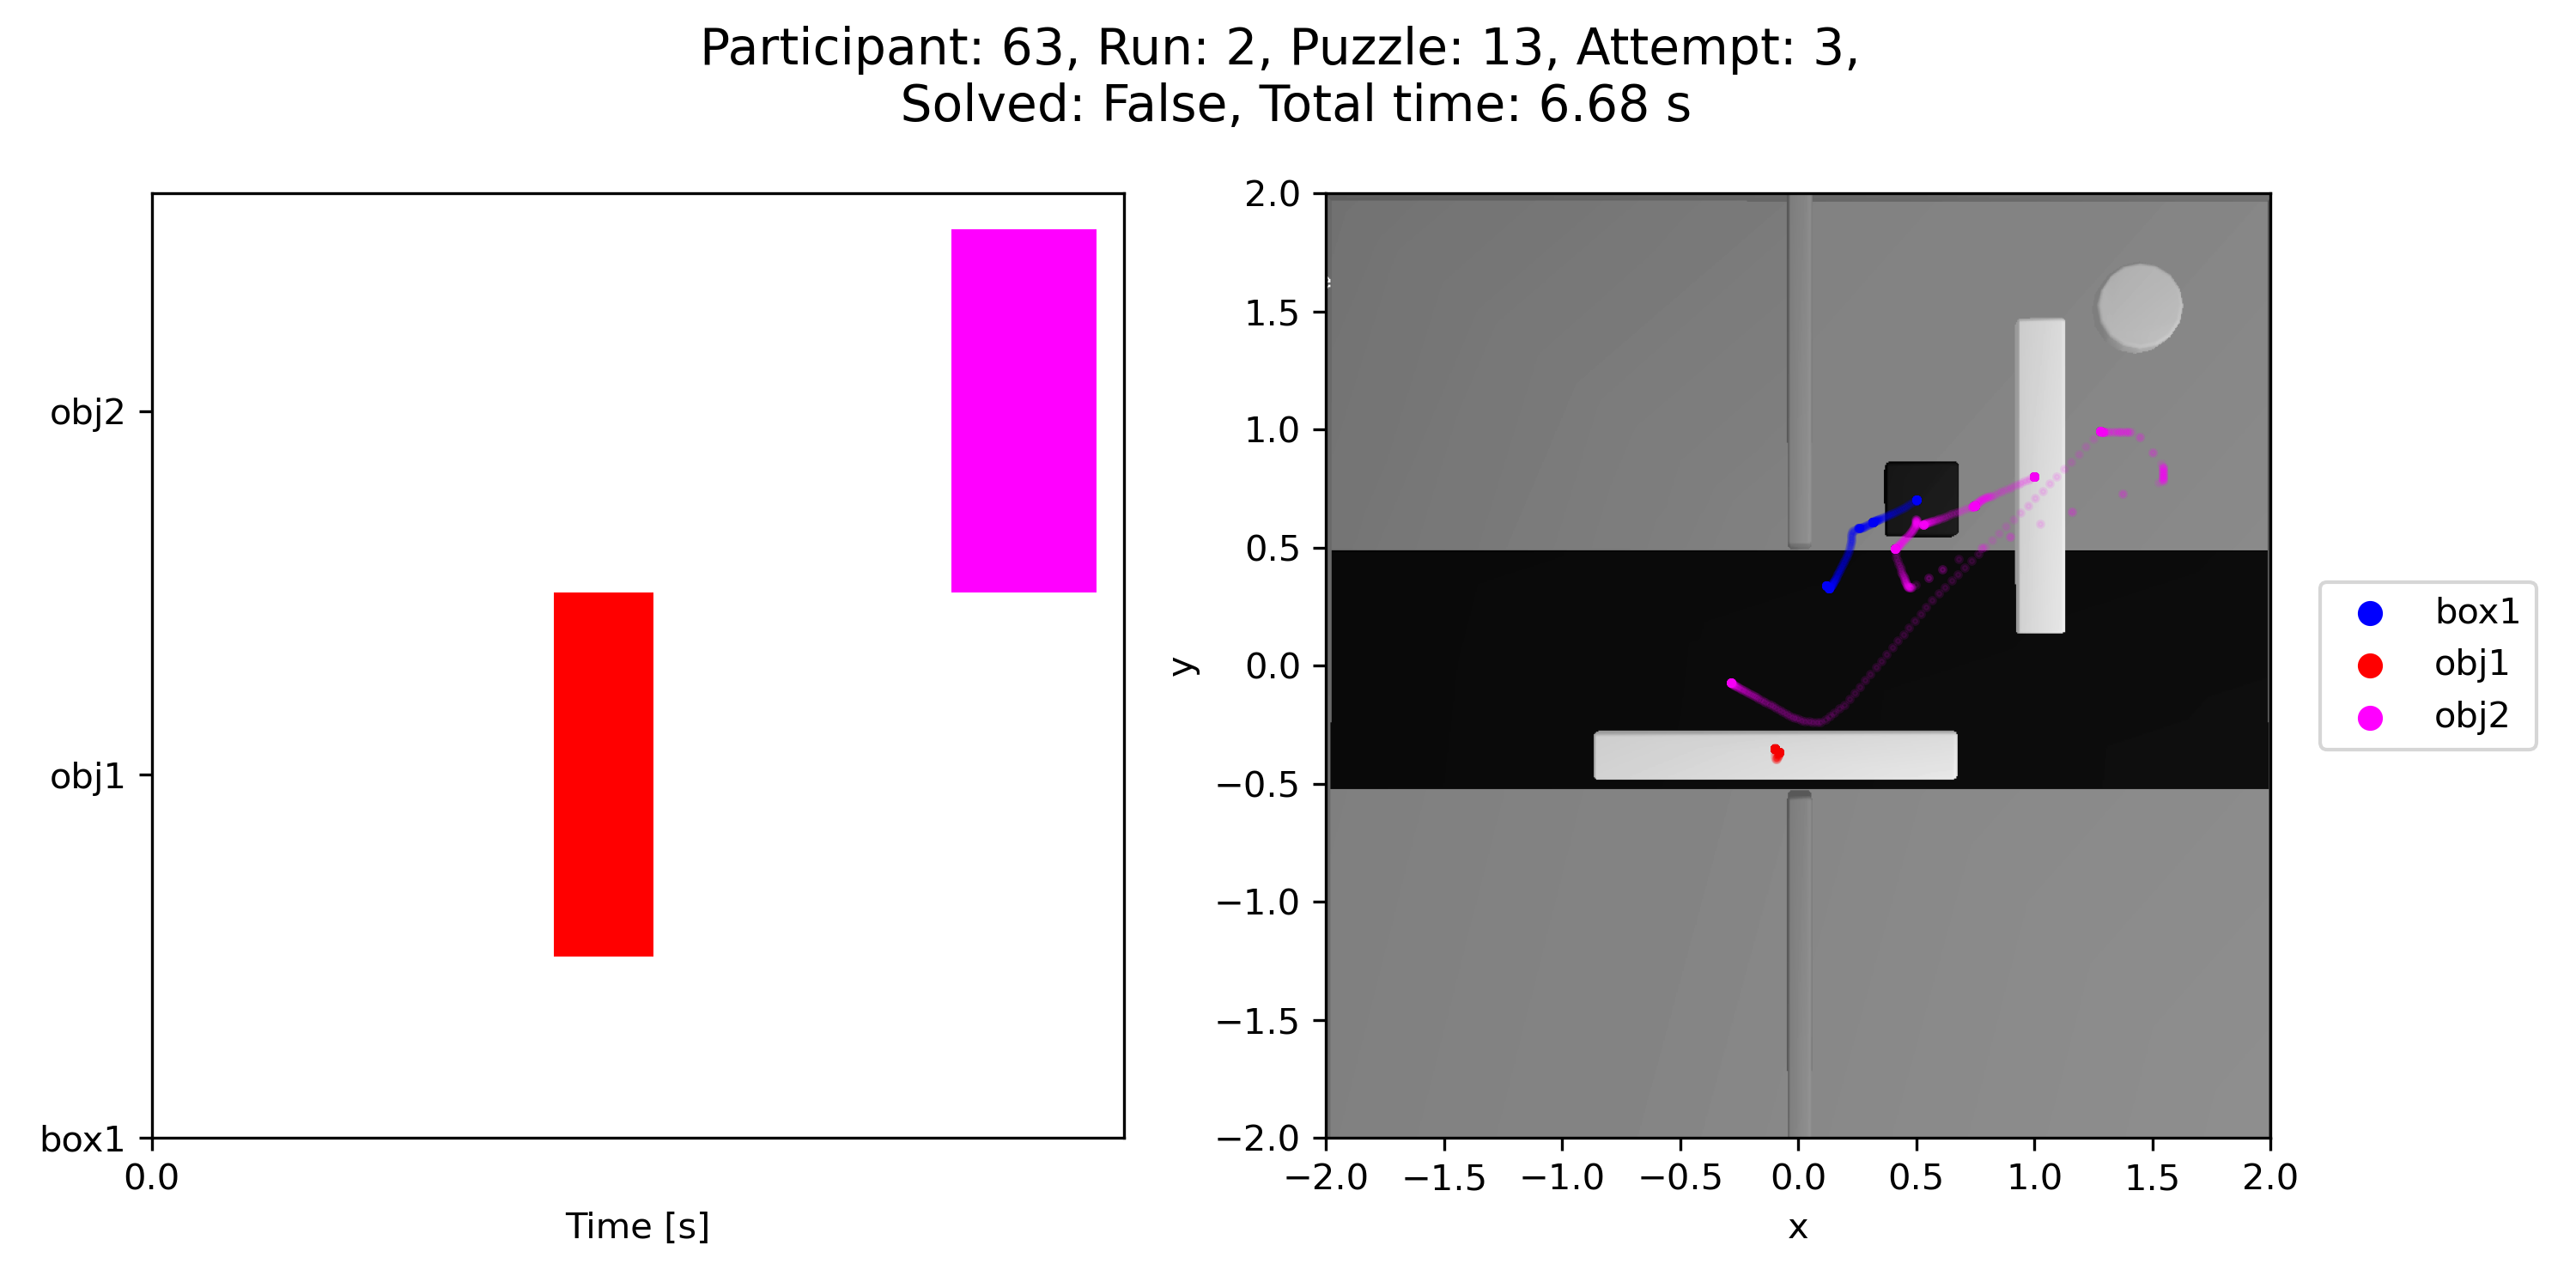 Participant: 63, Run: 2, Puzzle: 13, Attempt: 3,
Solved: False, Total time: 6.68 s
obj2
obj1
box1
0.0
Time [s]
2.0
1.5
1.0
0.5
0.0
−0.5
−1.0
−1.5
−2.0
y
−2.0 −1.5 −1.0 −0.5 0.0 0.5 1.0 1.5 2.0
x
box1
obj1
obj2